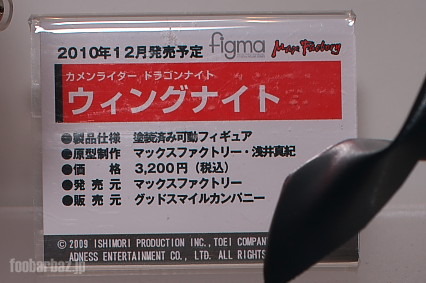 2010年12月発売予定 figma Max Factory
カメンライダー ドラゴンナイト
ウィングナイト
●製品仕様 塗装済み可動フィギュア
●原型制作 マックスファクトリー・浅井真紀
●価 格 3,200円（税込）
●発 売 元 マックスファクトリー
●販 売 元 グッドスマイルカンパニー
© 2009 ISHIMORI PRODUCTION INC., TOEI COMPANY
ADNESS ENTERTAINMENT CO., LTD. ALL RIGHTS
foobarbaz.jp